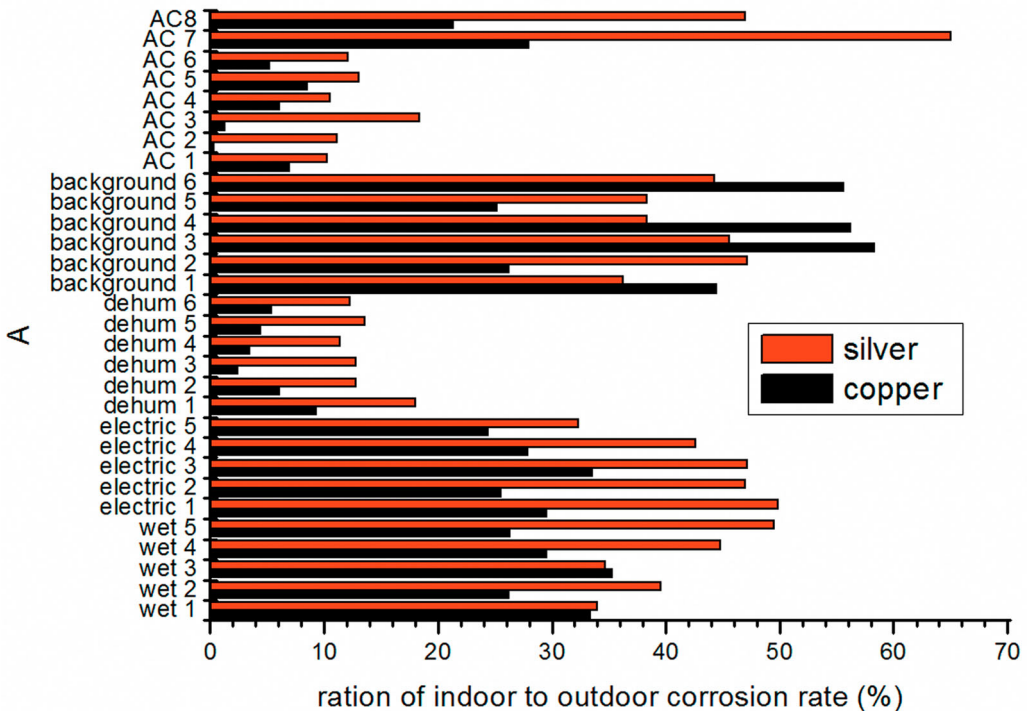 AC8
AC 7
AC 6
AC 5
AC 4
AC 3
AC 2
AC 1
background 6
background 5
background 4
background 3
background 2
background 1
dehum 6
dehum 5
dehum 4
dehum 3
dehum 2
dehum 1
electric 5
electric 4
electric 3
electric 2
electric 1
wet 5
wet 4
wet 3
wet 2
wet 1
A
silver
copper
0 10 20 30 40 50 60 70
ration of indoor to outdoor corrosion rate (%)